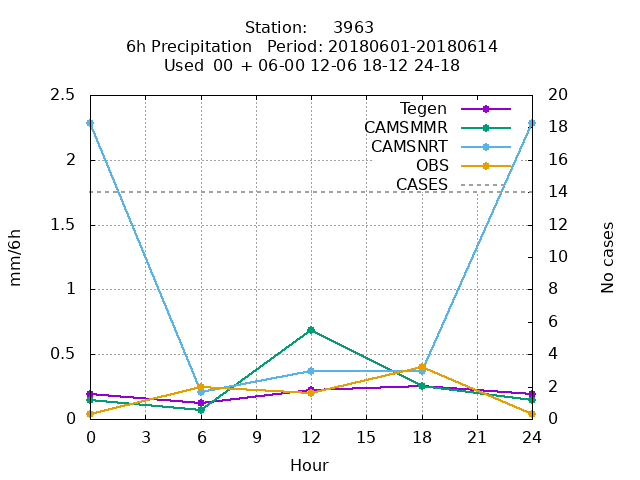 Station:     3963
6h Precipitation   Period: 20180601-20180614
Used  00 + 06-00 12-06 18-12 24-18
2.5
2
1.5
1
0.5
0
mm/6h
20
18
16
14
12
10
8
6
4
2
0
No cases
Tegen
CAMSMMR
CAMSNRT
OBS
CASES
0 3 6 9 12 15 18 21 24
Hour